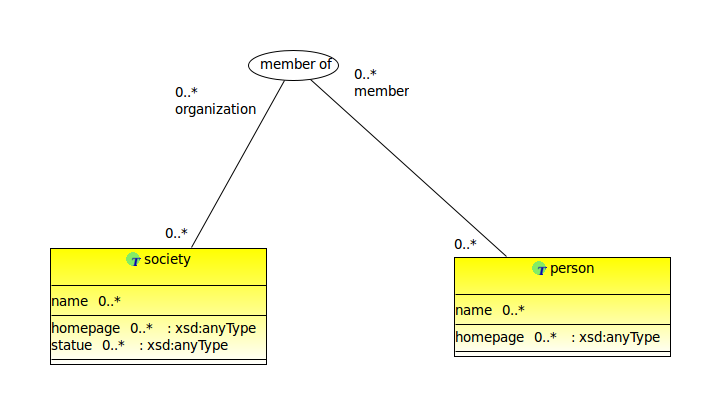 member of
0..*
member
0..*
organization
0..*
0..*
T society
name 0..*
homepage 0..* : xsd:anyType
statue 0..* : xsd:anyType
T person
name 0..*
homepage 0..* : xsd:anyType